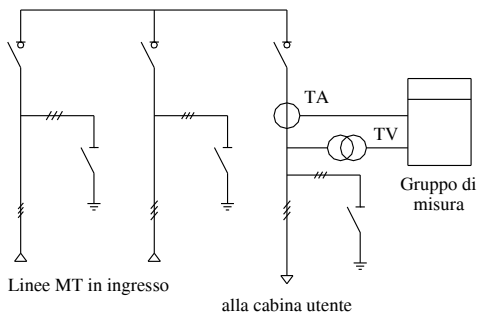 TA
TV
Gruppo di
misura
Linee MT in ingresso
alla cabina utente